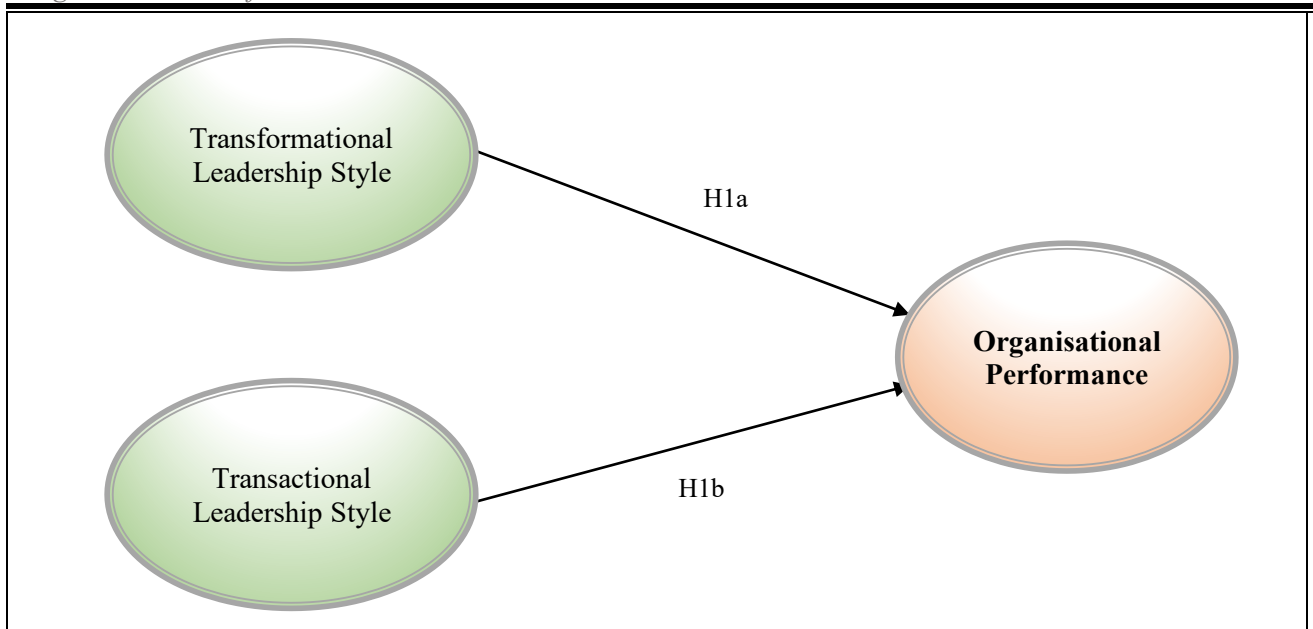 Transformational
Leadership Style
H1a
Organisational
Performance
Transactional
Leadership Style
H1b